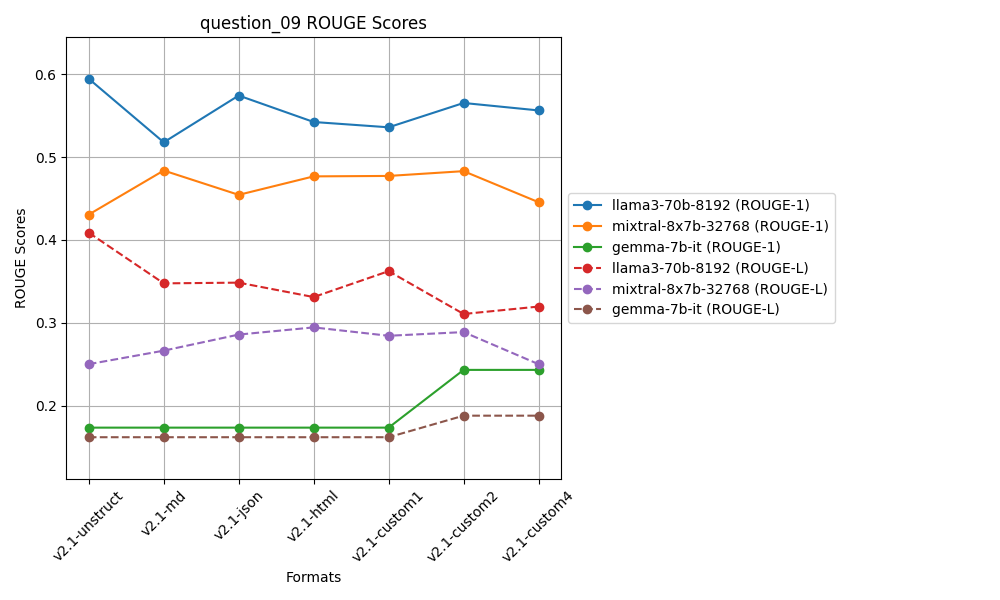 question_09 ROUGE Scores
ROUGE Scores
0.6
0.5
0.4
0.3
0.2
v2.1-unstruct
v2.1-md
v2.1-json
v2.1-html
v2.1-custom1
v2.1-custom2
v2.1-custom4
Formats
llama3-70b-8192 (ROUGE-1)
mixtral-8x7b-32768 (ROUGE-1)
gemma-7b-it (ROUGE-1)
llama3-70b-8192 (ROUGE-L)
mixtral-8x7b-32768 (ROUGE-L)
gemma-7b-it (ROUGE-L)